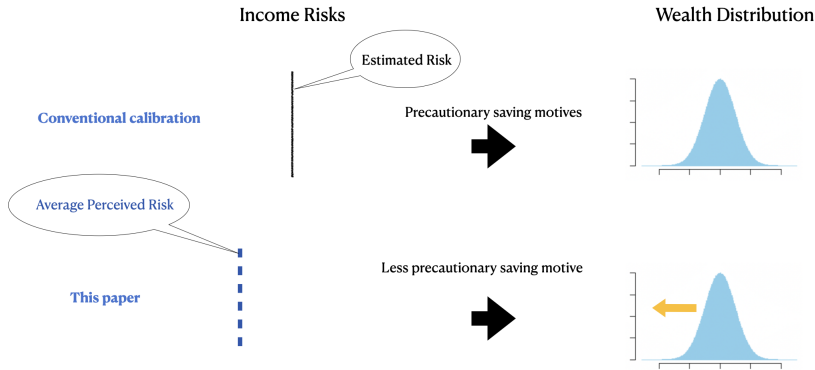 Income Risks
Wealth Distribution
Estimated Risk
Conventional calibration
Precautionary saving motives
Average Perceived Risk
Less precautionary saving motive
This paper